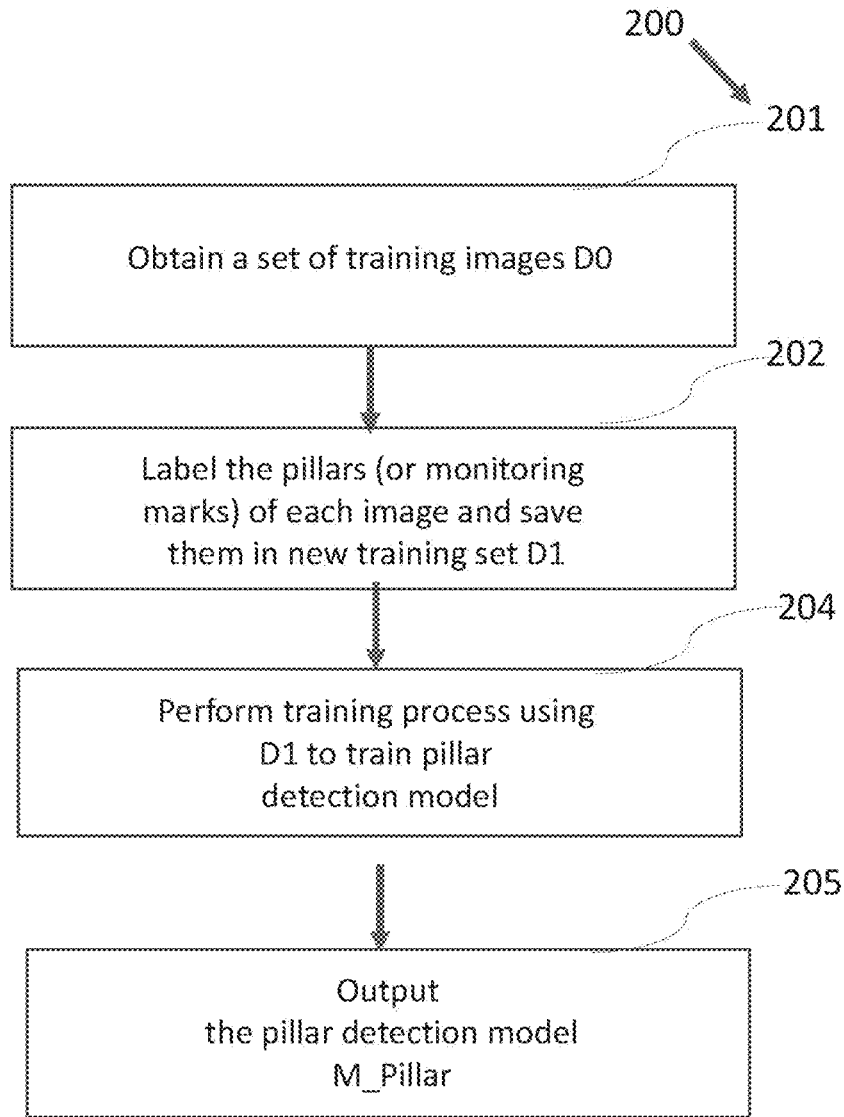 200
201
Obtain a set of training images D0
202
Label the pillars (or monitoring
marks) of each image and save
them in new training set D1
204
Perform training process using
D1 to train pillar
detection model
205
Output
the pillar detection model
M_Pillar